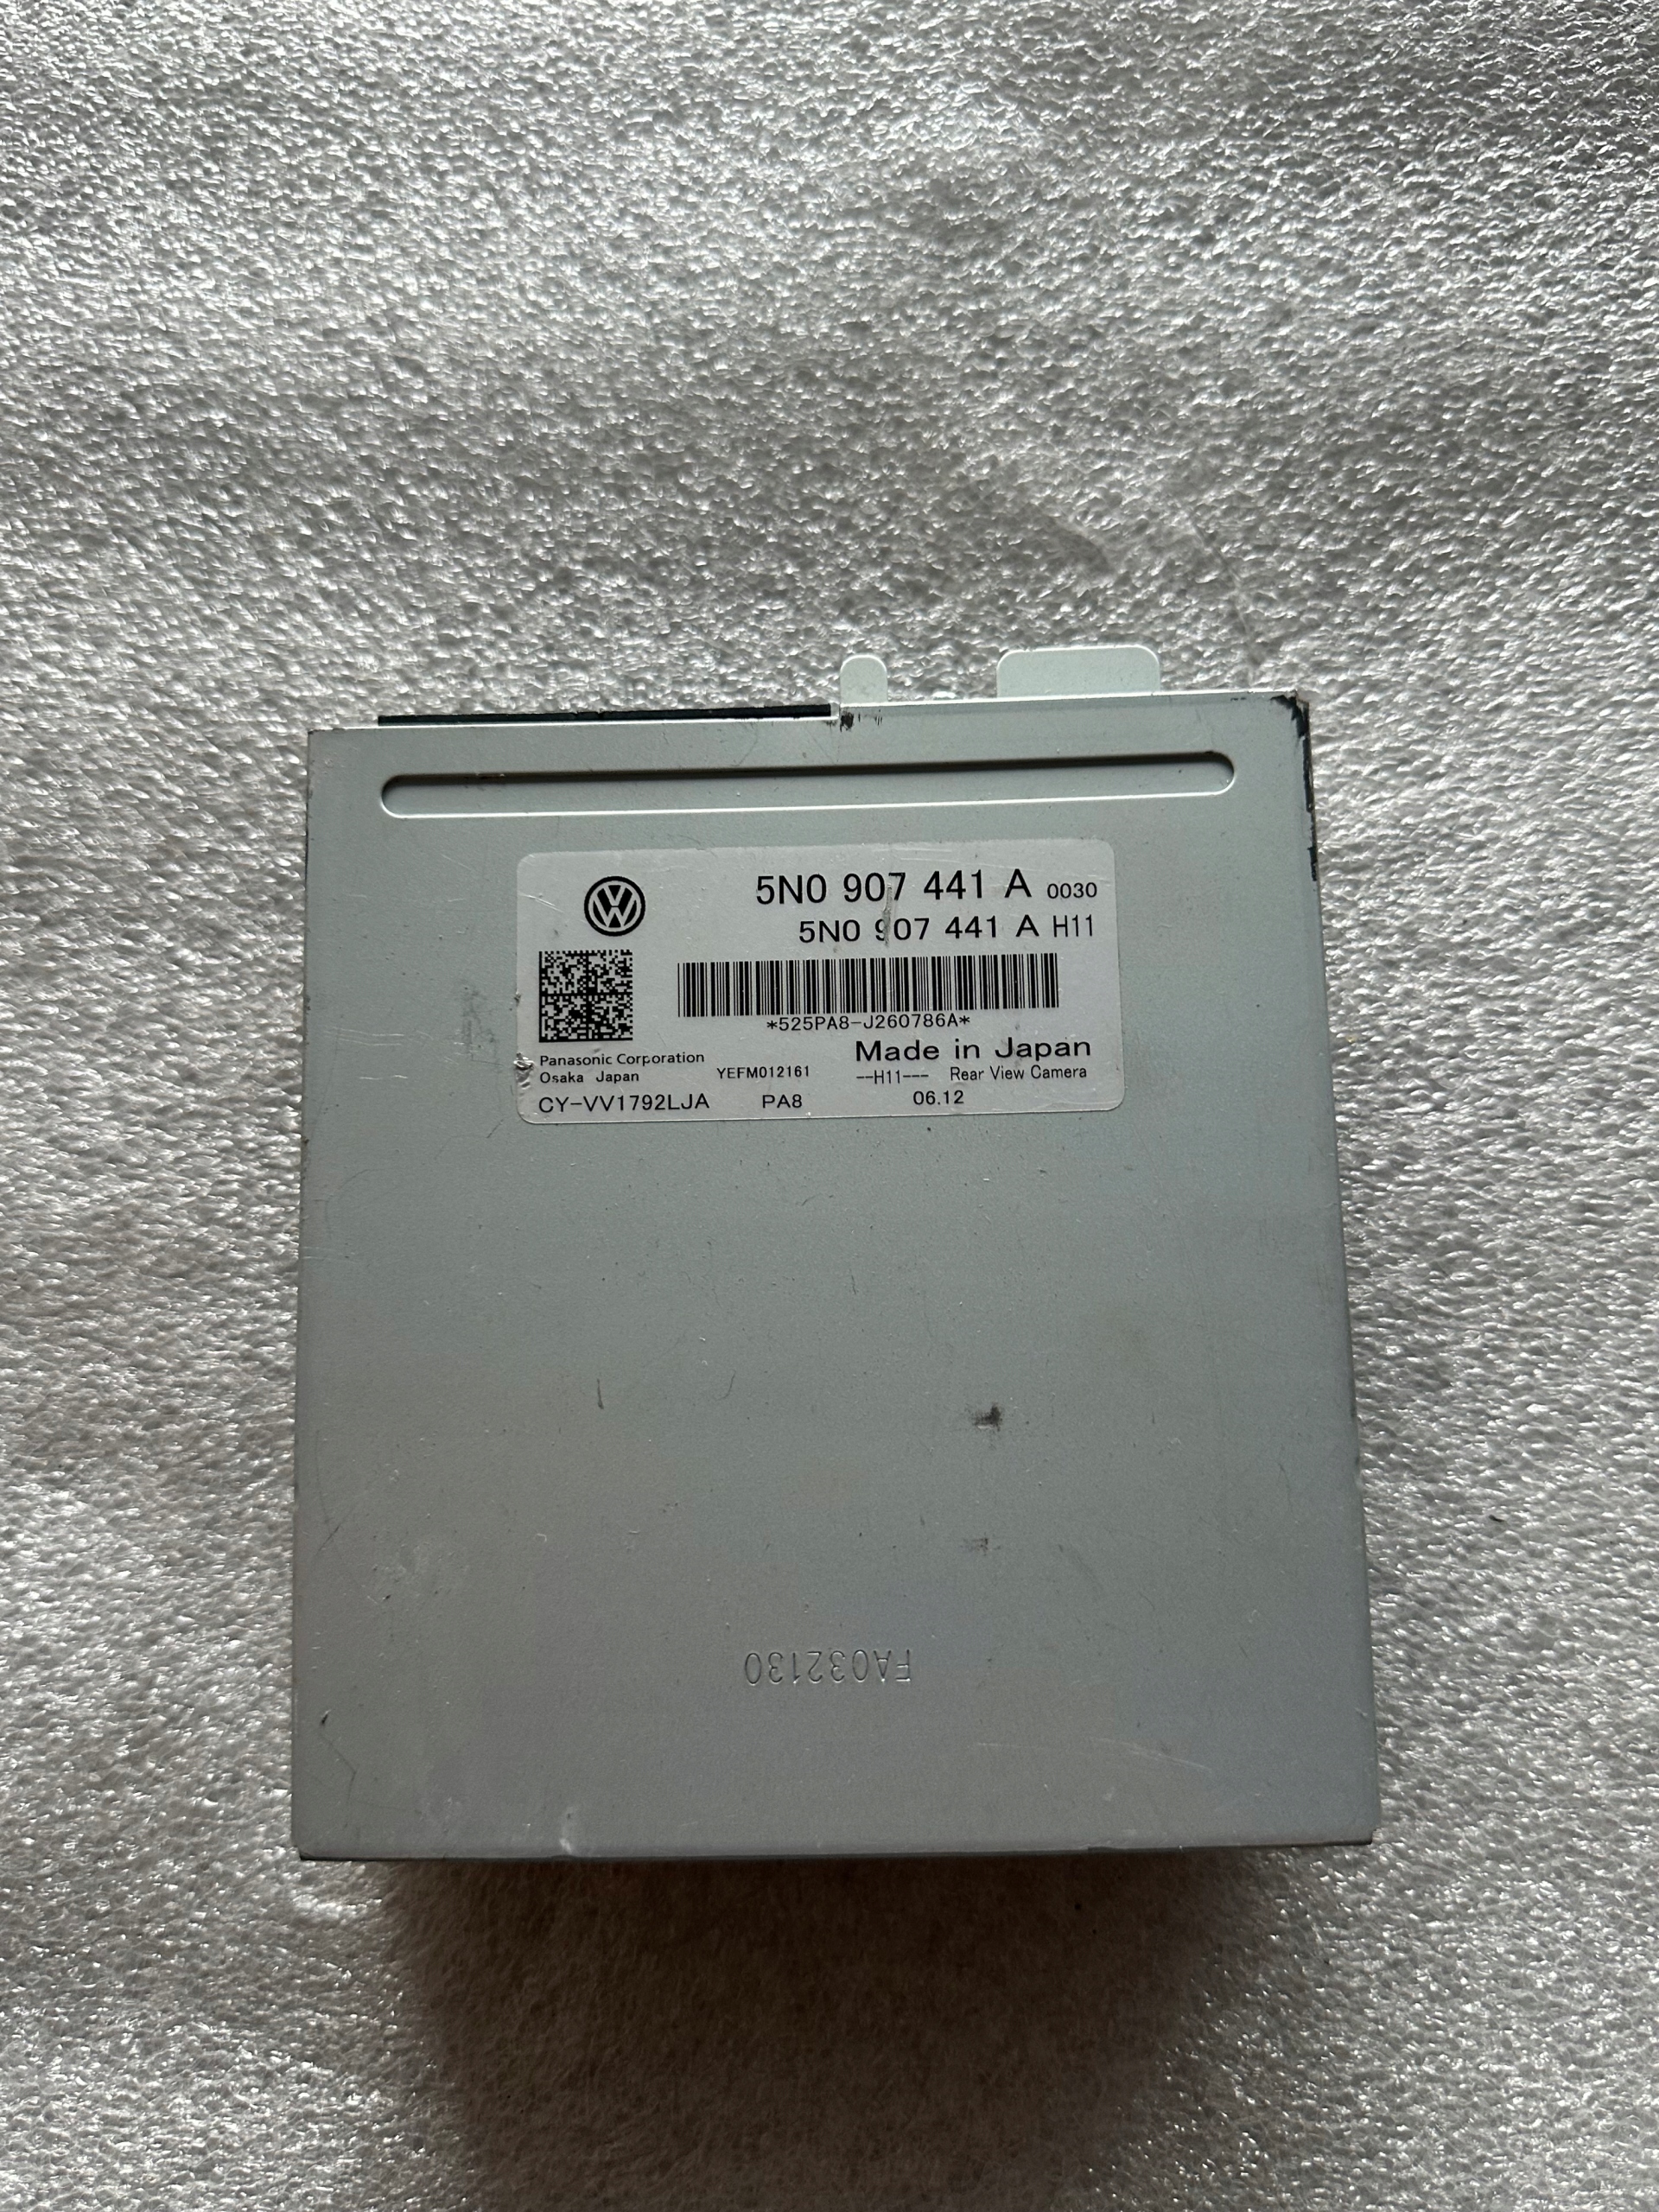 5N0 907 441 A 0030
5N0 907 441 A H11
*525PA8-J260786A*
Made in Japan
Panasonic Corporation
Osaka Japan YEFM012161 --H11--- Rear View Camera
CY-VV1792LJA PA8 06.12
FA032130